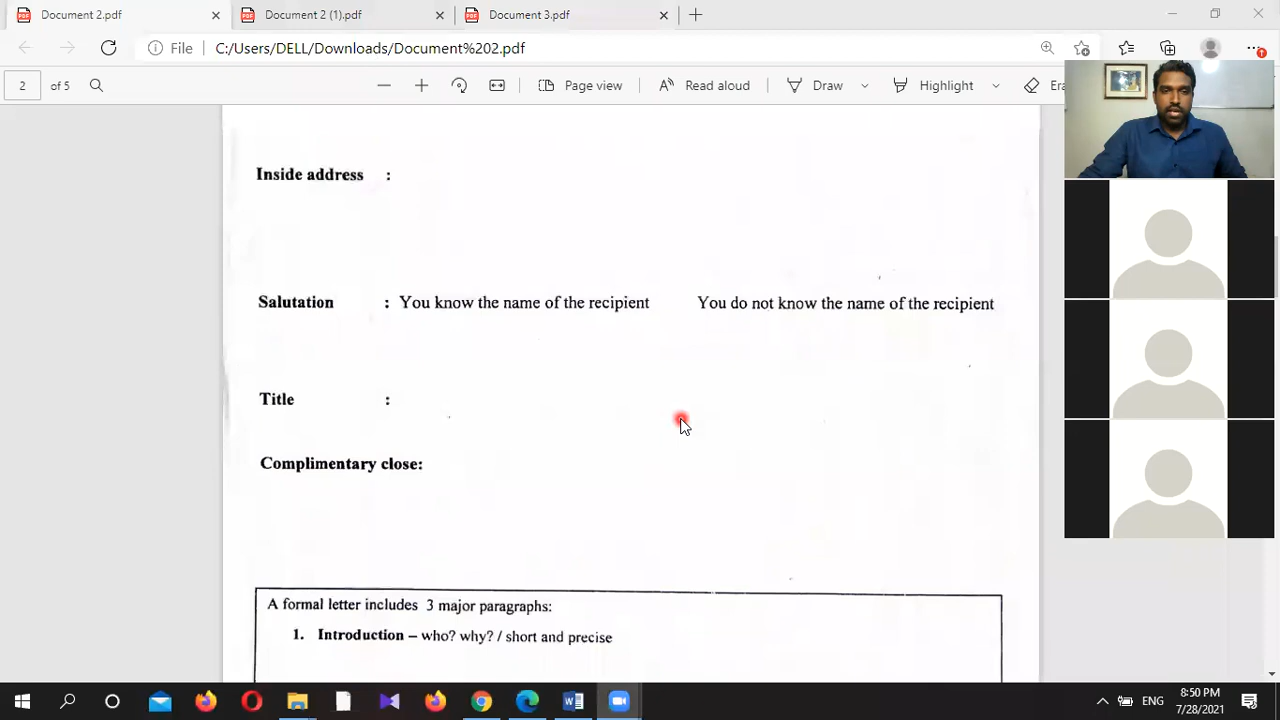 Document 2.pdf
Document 2 (1).pdf
Document 3.pdf
File
C:/Users/DELL/Downloads/Document%202.pdf
2 of 5
Page view
A Read aloud
Draw
Highlight
Era
Inside address :
Salutation : You know the name of the recipient You do not know the name of the recipient
Title :
Complimentary close:
A formal letter includes 3 major paragraphs:
1. Introduction – who? why? / short and precise
ENG
8:50 PM
7/28/2021